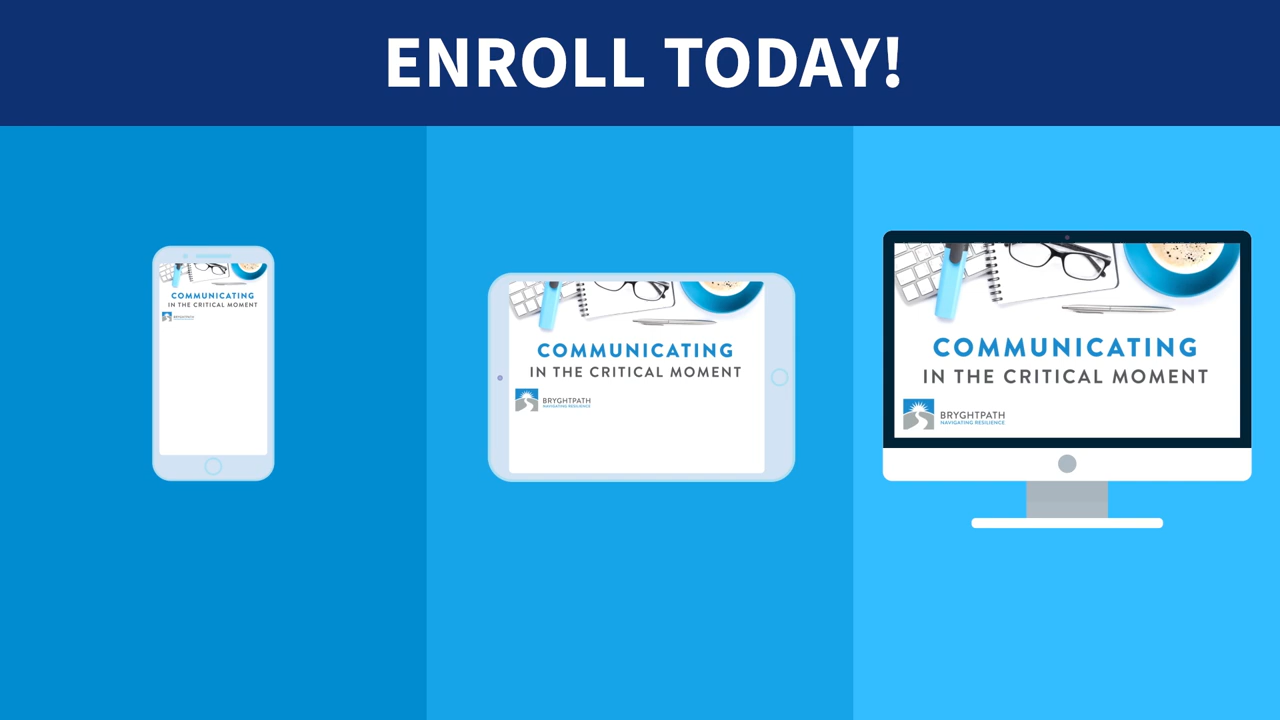 ENROLL TODAY!
COMMUNICATING
IN THE CRITICAL MOMENT
BRYGHTPATH
COMMUNICATING
IN THE CRITICAL MOMENT
BRYGHTPATH
NAVIGATING RESILIENCE
COMMUNICATING
IN THE CRITICAL MOMENT
BRYGHTPATH
NAVIGATING RESILIENCE